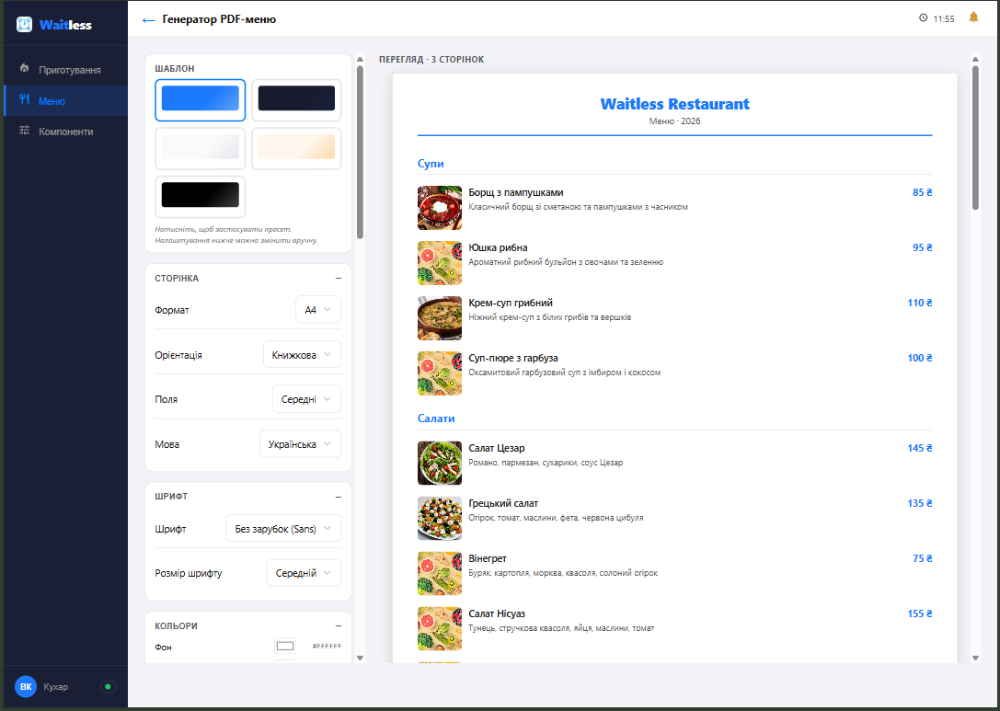 Waitless
← Генератор PDF-меню
11:55
Приготування
Меню
Компоненти
ШАБЛОН
Натисніть, щоб застосувати пресет.
Налаштування нижче можна змінити вручну.
СТОРІНКА –
Формат A4
Орієнтація Книжкова
Поля Середні
Мова Українська
ШРИФТ –
Шрифт Без зарубок (Sans)
Розмір шрифту Середній
КОЛЬОРИ –
Фон #FFFFFF
ПЕРЕГЛЯД · 3 СТОРІНОК
Waitless Restaurant
Меню · 2026
Супи
Борщ з пампушками 85 ₴
Класичний борщ зі сметаною та пампушками з часником
Юшка рибна 95 ₴
Ароматний рибний бульйон з овочами та зеленню
Крем-суп грибний 110 ₴
Ніжний крем-суп з білих грибів та вершків
Суп-пюре з гарбуза 100 ₴
Оксамитовий гарбузовий суп з імбиром і кокосом
Салати
Салат Цезар 145 ₴
Романо, пармезан, сухарики, соус Цезар
Грецький салат 135 ₴
Огірок, томат, маслини, фета, червона цибуля
Вінегрет 75 ₴
Буряк, картопля, морква, квасоля, солоний огірок
Салат Нісуаз 155 ₴
Тунець, стручкова квасоля, яйця, маслини, томат
ВК Кухар